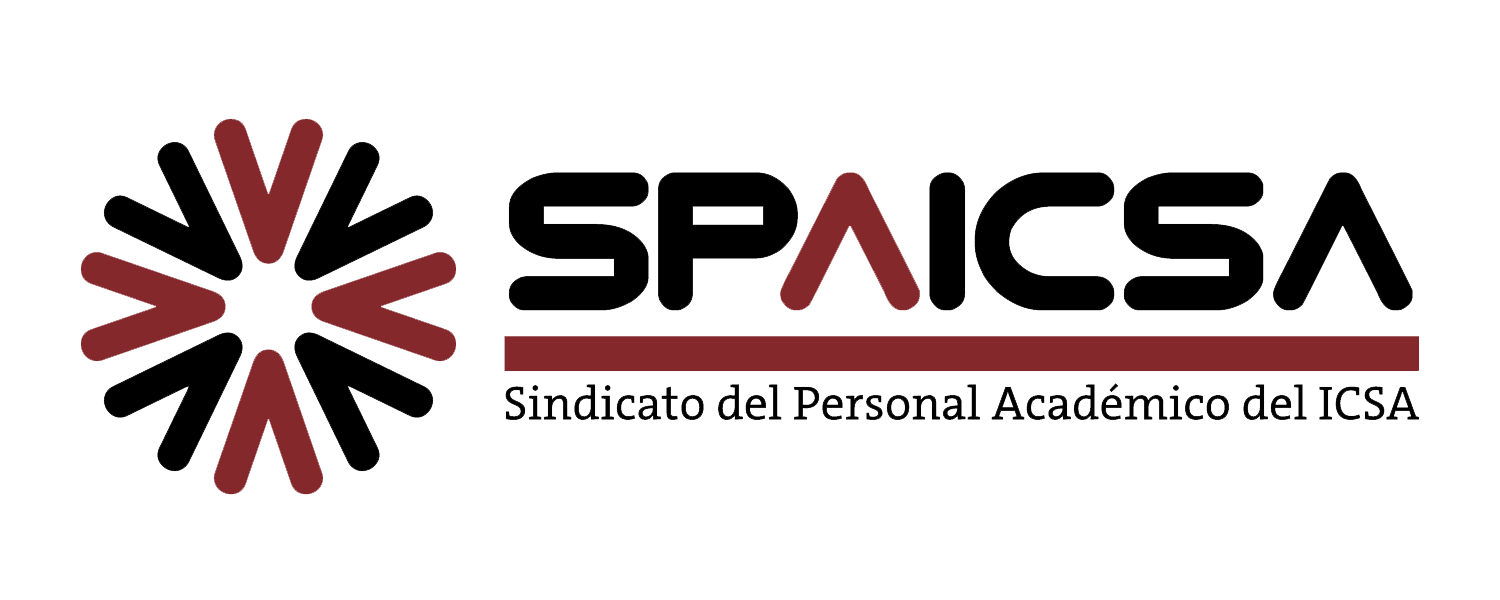 SPAICSA
Sindicato del Personal Académico del ICSA